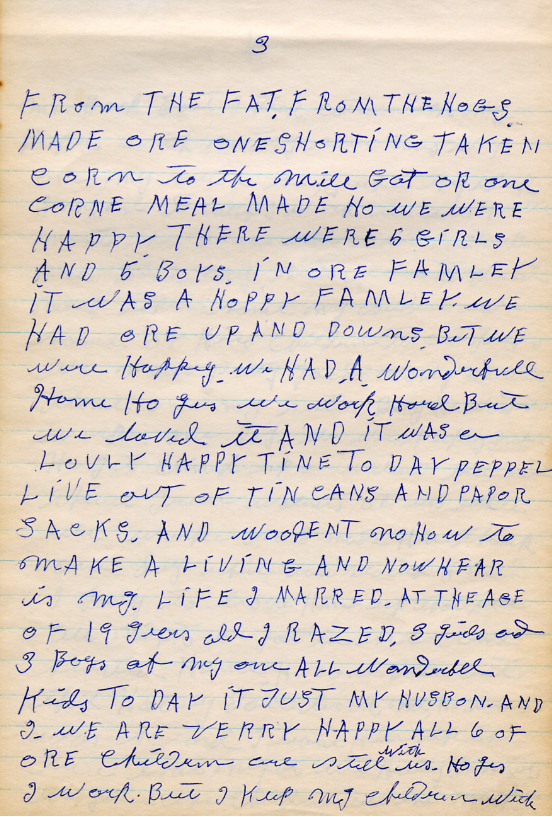 3
FROM THE FAT, FROM THE HOGS.
MADE ORE ONE SHORTING TAKEN
CORN to the mill Got OR one
CORNE MEAL MADE HO WE WERE
HAPPY. THERE WERE 5 GIRLS
AND 5 BOYS. IN ORE FAMLEY
IT WAS A HOPPY FAMLEY. WE
HAD ORE UP AND DOWNS. BUT WE
were Happy. We HAD. A Wonderfull
Home Ho yes we work Hard But
we loved it AND IT WAS a
LOULY HAPPY TINE TO DAY PEPPEL
LIVE OUT OF TIN CANS AND PAPOR
SACKS. AND WOODENT no HOW to
MAKE A LIVING AND NOW HEAR
is my. LIFE I MARRED. AT THE AGE
OF 19 yeers old I RAZED. 3 girls ad
3 Boys of my one ALL Wonderbel
Kids TO DAY IT JUST MY HUSBON. AND
I. WE ARE VERRY HAPPY ALL 6 OF
ORE Children are still with us. Ho yes
I work. But I Kep my children with